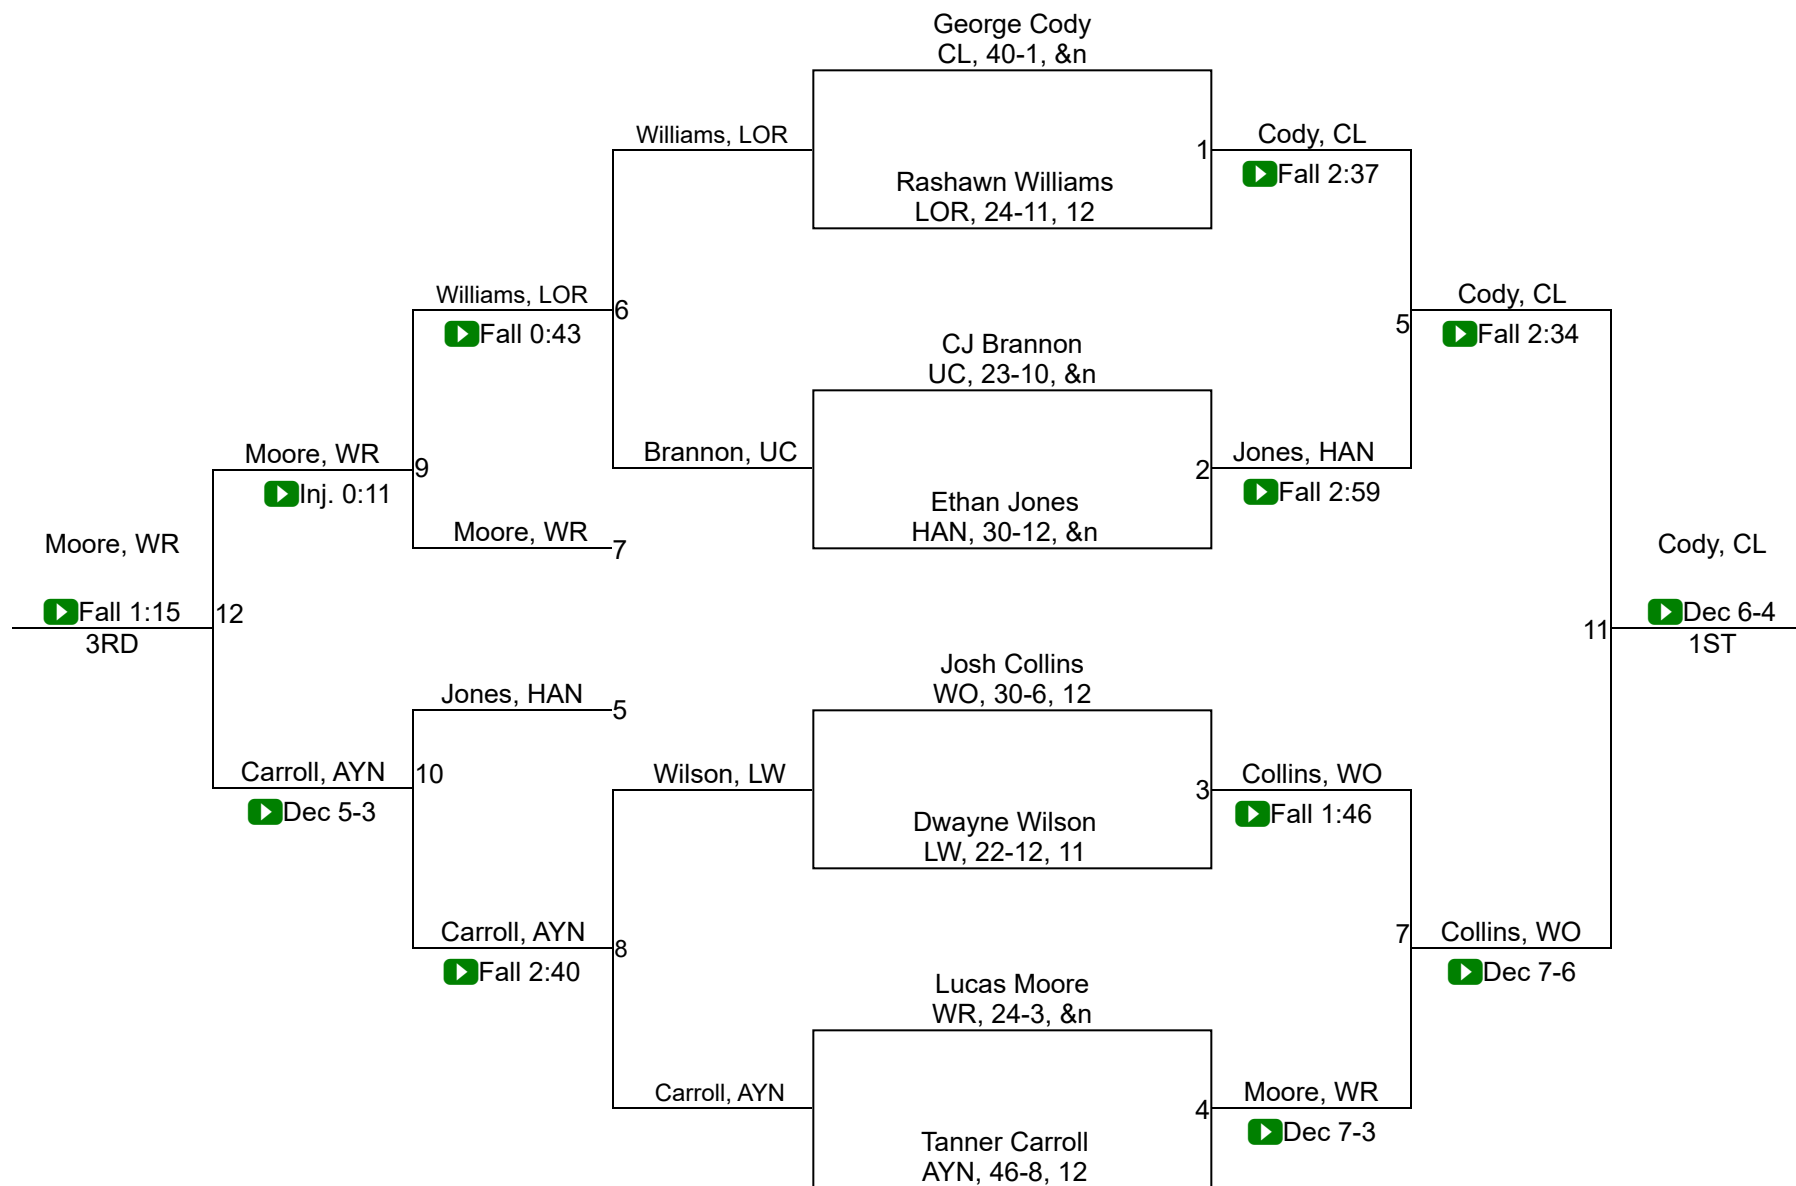 George Cody
CL, 40-1, &n
Williams, LOR
1
Cody, CL
Fall 2:37
Rashawn Williams
LOR, 24-11, 12
Williams, LOR
6
Fall 0:43
Cody, CL
5
Fall 2:34
CJ Brannon
UC, 23-10, &n
Moore, WR
9
Inj. 0:11
Brannon, UC
2
Jones, HAN
Fall 2:59
Ethan Jones
HAN, 30-12, &n
Moore, WR
7
Moore, WR
Fall 1:15
12
3RD
Cody, CL
Dec 6-4
11
1ST
Josh Collins
WO, 30-6, 12
Jones, HAN
5
Carroll, AYN
10
Dec 5-3
Wilson, LW
3
Collins, WO
Fall 1:46
Dwayne Wilson
LW, 22-12, 11
Carroll, AYN
8
Fall 2:40
7
Collins, WO
Dec 7-6
Lucas Moore
WR, 24-3, &n
Carroll, AYN
4
Moore, WR
Dec 7-3
Tanner Carroll
AYN, 46-8, 12